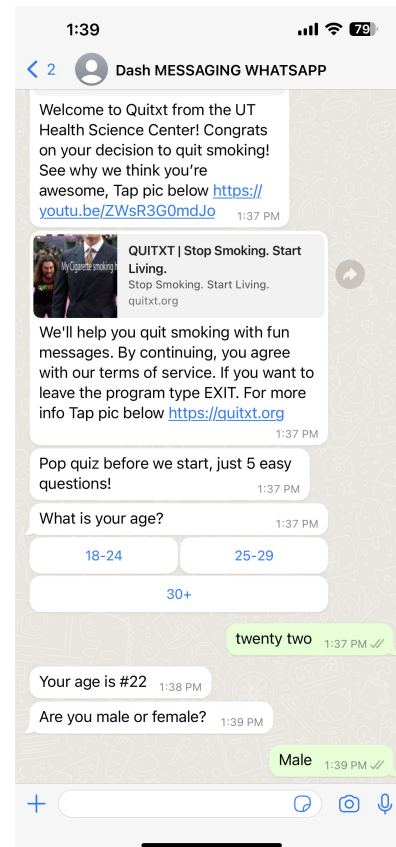 1:39
79
2
Dash MESSAGING WHATSAPP
Welcome to Quitxt from the UT
Health Science Center! Congrats
on your decision to quit smoking!
See why we think you're
awesome, Tap pic below https://
youtu.be/ZWsR3G0mdJo 1:37 PM
My Cigarette smoking h
QUITXT | Stop Smoking. Start
Living.
Stop Smoking. Start Living.
quitxt.org
We'll help you quit smoking with fun
messages. By continuing, you agree
with our terms of service. If you want to
leave the program type EXIT. For more
info Tap pic below https://quitxt.org
1:37 PM
Pop quiz before we start, just 5 easy
questions! 1:37 PM
What is your age? 1:37 PM
18-24 25-29
30+
twenty two 1:37 PM
Your age is #22 1:38 PM
Are you male or female? 1:39 PM
Male 1:39 PM